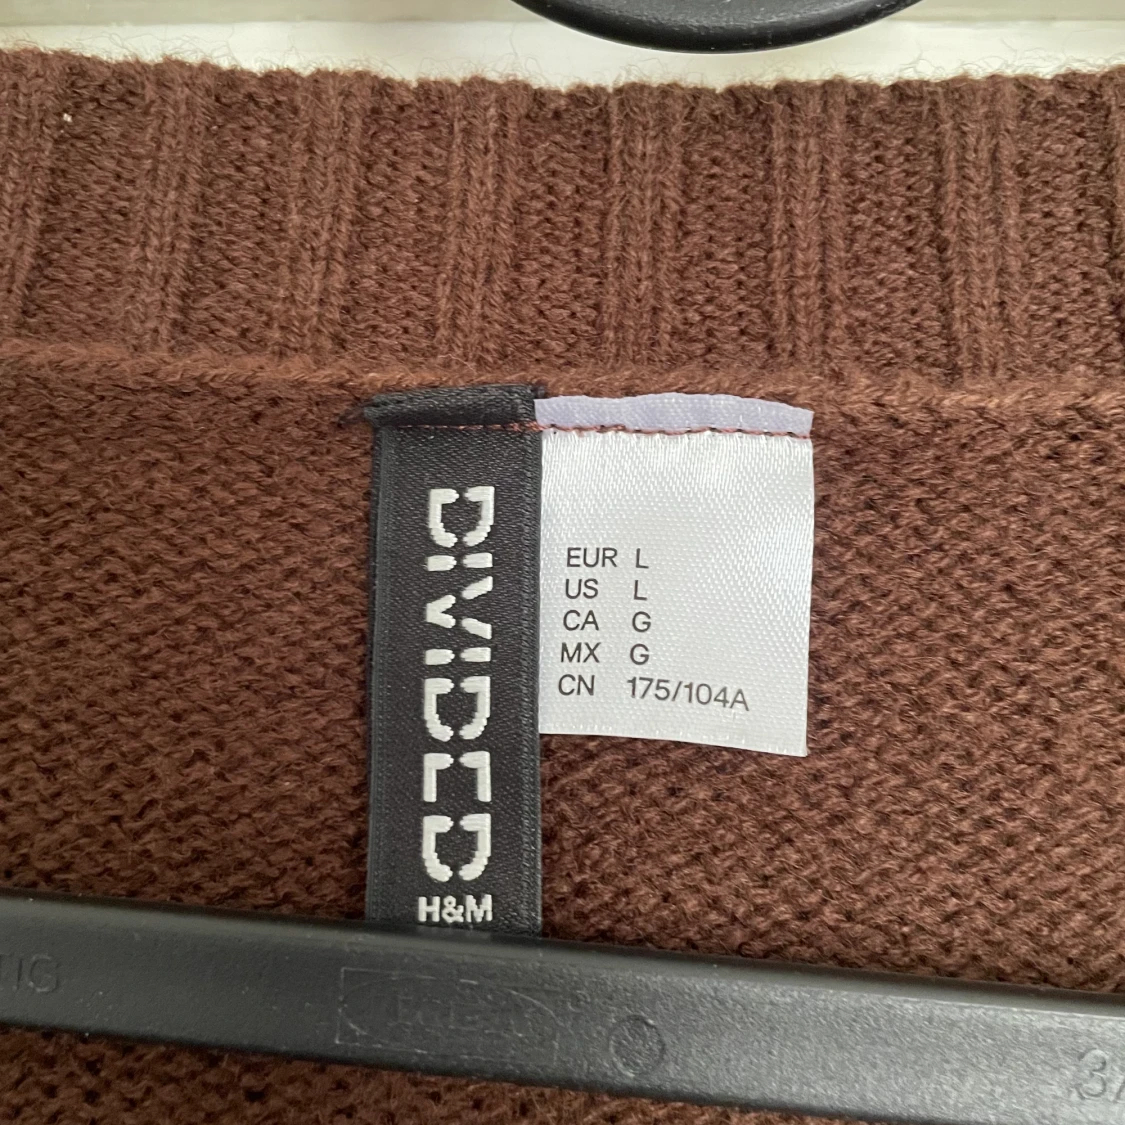 DIVIDED
H&M
EUR L
US L
CA G
MX G
CN 175/104A